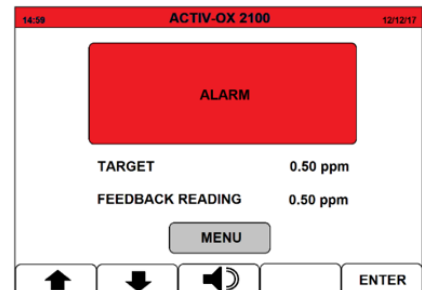 14:59 ACTIV-OX 2100 12/12/17
ALARM
TARGET 0.50 ppm
FEEDBACK READING 0.50 ppm
MENU
ENTER